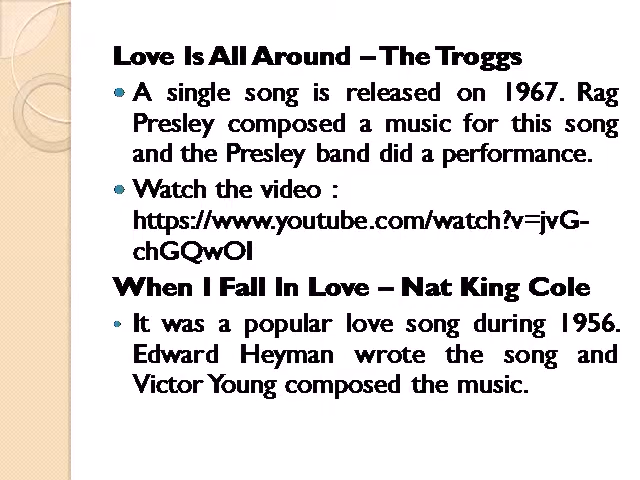 Love Is All Around – The Troggs
• A single song is released on 1967. Rag
Presley composed a music for this song
and the Presley band did a performance.
• Watch the video :
https://www.youtube.com/watch?v=jvG-
chGQwOI
When I Fall In Love – Nat King Cole
• It was a popular love song during 1956.
Edward Heyman wrote the song and
Victor Young composed the music.